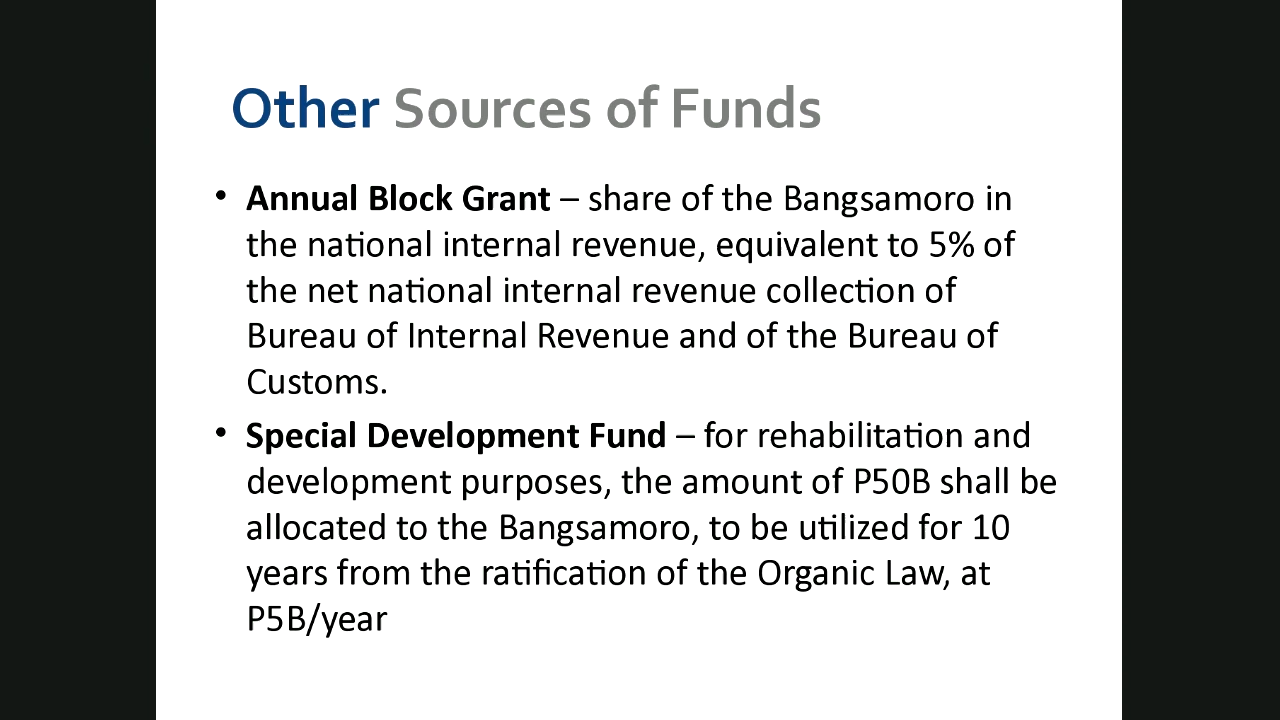 Other Sources of Funds
• Annual Block Grant – share of the Bangsamoro in
the national internal revenue, equivalent to 5% of
the net national internal revenue collection of
Bureau of Internal Revenue and of the Bureau of
Customs.
• Special Development Fund – for rehabilitation and
development purposes, the amount of P50B shall be
allocated to the Bangsamoro, to be utilized for 10
years from the ratification of the Organic Law, at
P5B/year